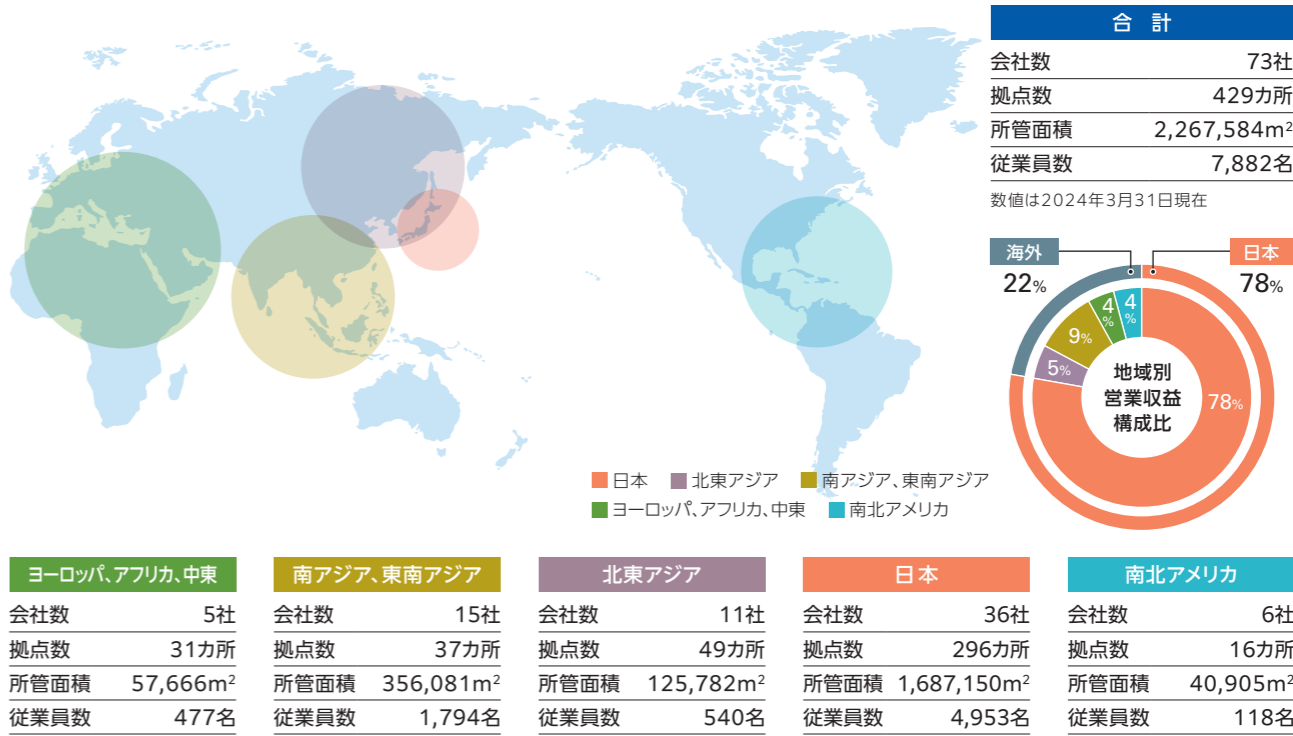 合 計
会社数 73社
拠点数 429カ所
所管面積 2,267,584m²
従業員数 7,882名
数値は2024年3月31日現在
海外
22%
日本
78%
4%
4%
9%
5%
78%
地域別
営業収益
構成比
日本 北東アジア 南アジア、東南アジア
ヨーロッパ、アフリカ、中東 南北アメリカ
ヨーロッパ、アフリカ、中東
会社数 5社
拠点数 31カ所
所管面積 57,666m²
従業員数 477名
南アジア、東南アジア
会社数 15社
拠点数 37カ所
所管面積 356,081m²
従業員数 1,794名
北東アジア
会社数 11社
拠点数 49カ所
所管面積 125,782m²
従業員数 540名
日本
会社数 36社
拠点数 296カ所
所管面積 1,687,150m²
従業員数 4,953名
南北アメリカ
会社数 6社
拠点数 16カ所
所管面積 40,905m²
従業員数 118名